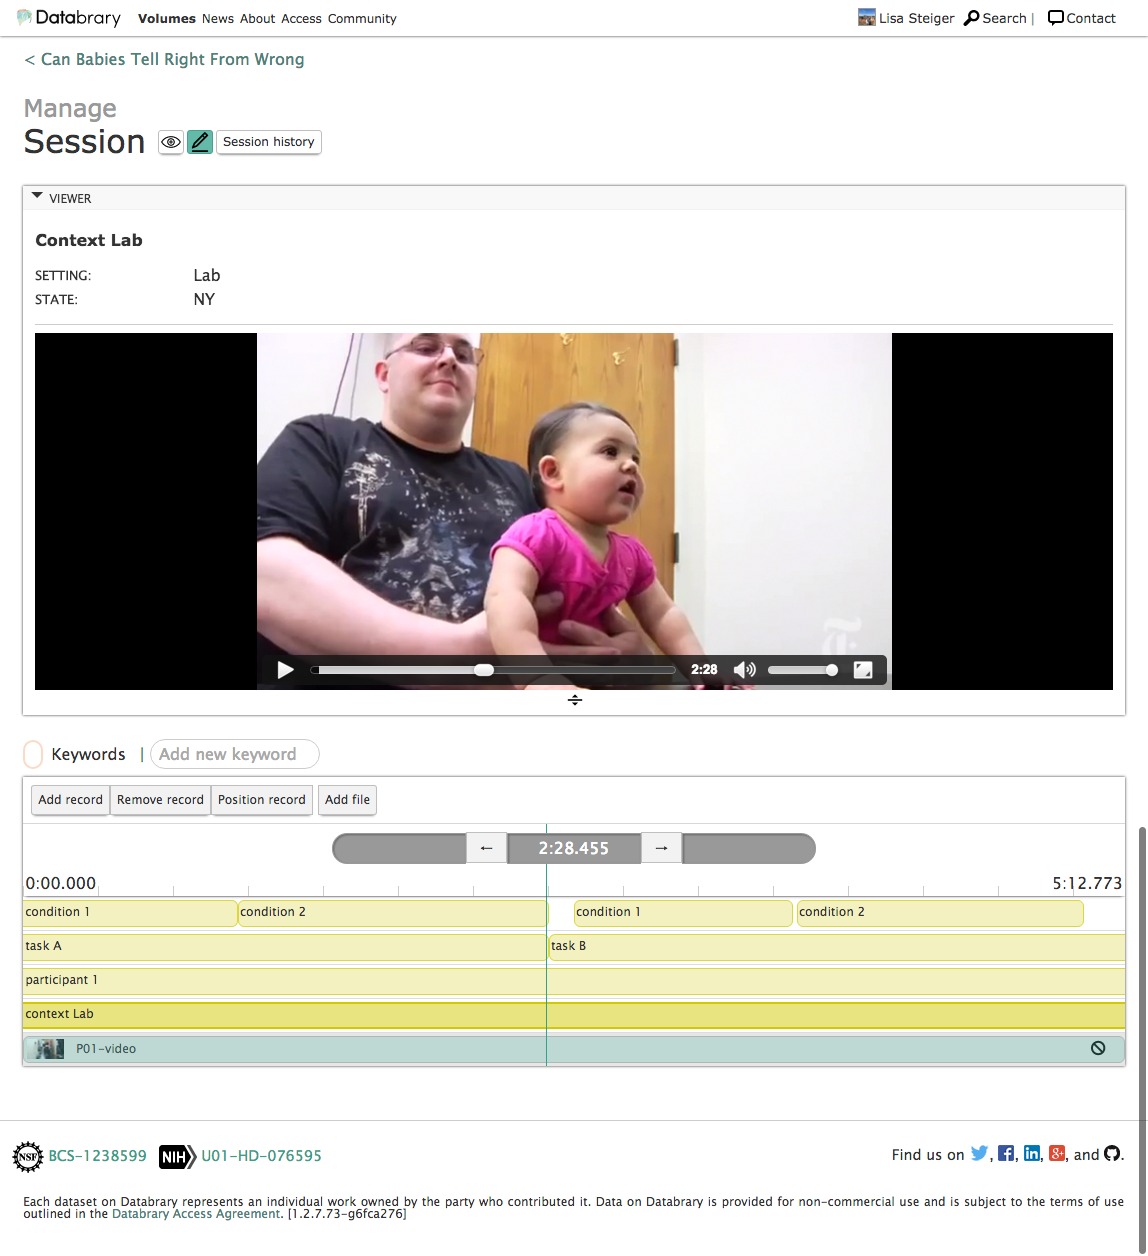 Databrary Volumes News About Access Community Lisa Steiger Search | Contact
< Can Babies Tell Right From Wrong
Manage
Session Session history
VIEWER
Context Lab
SETTING: Lab
STATE: NY
T
2:28
Keywords | Add new keyword
Add record Remove record Position record Add file
← 2:28.455 →
0:00.000 5:12.773
condition 1 condition 2 condition 1 condition 2
task A task B
participant 1
context Lab
P01-video
NSF BCS-1238599 NIH U01-HD-076595 Find us on , f, in, g+, and .
Each dataset on Databrary represents an individual work owned by the party who contributed it. Data on Databrary is provided for non-commercial use and is subject to the terms of use
outlined in the Databrary Access Agreement. [1.2.7.73-g6fca276]